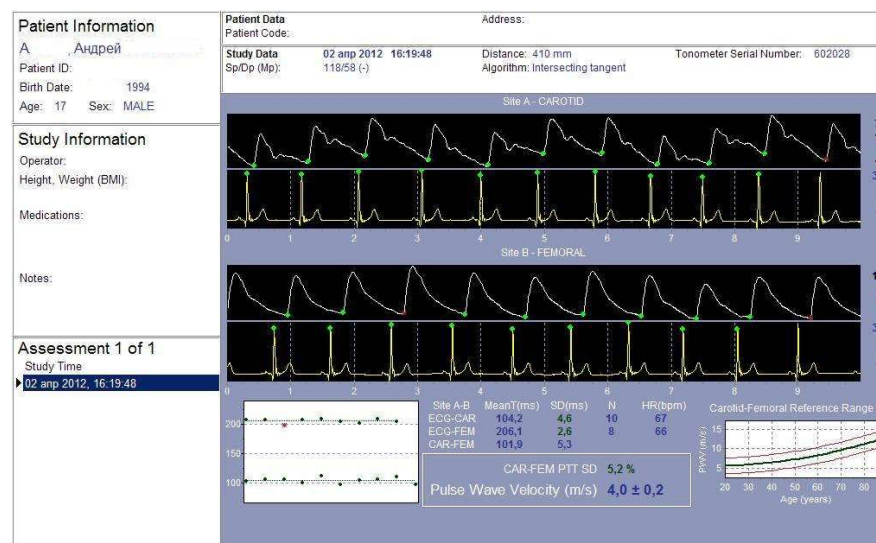 Patient Information
А , Андрей
Patient ID:
Birth Date: 1994
Age: 17 Sex: MALE
Study Information
Operator:
Height, Weight (BMI):
Medications:
Notes:
Assessment 1 of 1
Study Time
02 апр 2012, 16:19:48
Patient Data Address:
Patient Code:
Study Data 02 апр 2012 16:19:48 Distance: 410 mm Tonometer Serial Number: 602028
Sp/Dp (Mp): 118/58 (-) Algorithm: Intersecting tangent
Site A - CAROTID
0 1 2 3 4 5 6 7 8 9
Site B - FEMORAL
0 1 2 3 4 5 6 7 8 9
200
150
100
Site A-B MeanT(ms) SD(ms) N HR(bpm)
ECG-CAR 104,2 4,6 10 67
ECG-FEM 206,1 2,6 8 66
CAR-FEM 101,9 5,3
CAR-FEM PTT SD 5,2 %
Pulse Wave Velocity (m/s) 4,0 ± 0,2
Carotid-Femoral Reference Range
PWV (m/s)
15
10
5
20 30 40 50 60 70 80
Age (years)